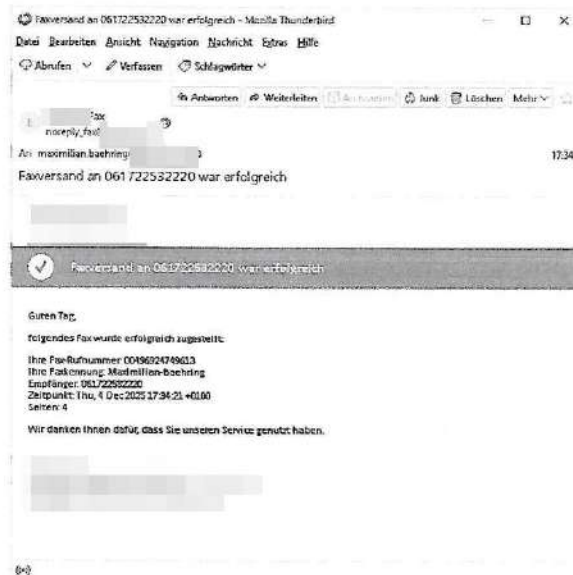 Faxversand an 061722532220 war erfolgreich - Mozilla Thunderbird
Datei Bearbeiten Ansicht Navigation Nachricht Extras Hilfe
Abrufen Verfassen Schlagwörter
Antworten Weiterleiten Archivieren Junk Löschen Mehr
Fax
noreply_fax
An maximilian.baehring
17:34
Faxversand an 061722532220 war erfolgreich
Faxversand an 061722532220 war erfolgreich
Guten Tag,
folgendes Fax wurde erfolgreich zugestellt:
Ihre Fax-Rufnummer: 00496924749613
Ihre Faxkennung: Maximilian-Baehring
Empfänger: 061722532220
Zeitpunkt: Thu, 4 Dec 2025 17:34:21 +0100
Seiten: 4
Wir danken Ihnen dafür, dass Sie unseren Service genutzt haben.